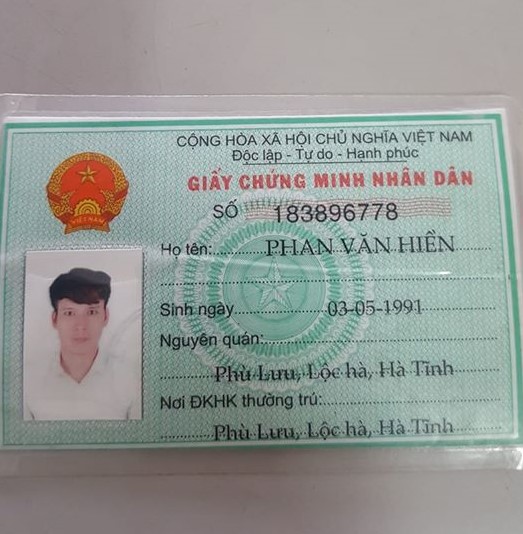 CỘNG HÒA XÃ HỘI CHỦ NGHĨA VIỆT NAM
Độc lập - Tự do - Hạnh phúc
GIẤY CHỨNG MINH NHÂN DÂN
SỐ 183896778
Họ tên: PHAN VĂN HIỀN
Sinh ngày 03-05-1991
Nguyên quán:
Phù Lưu, Lộc hà, Hà Tĩnh
Nơi ĐKHK thường trú:
Phù Lưu, Lộc hà, Hà Tĩnh
VIỆT NAM